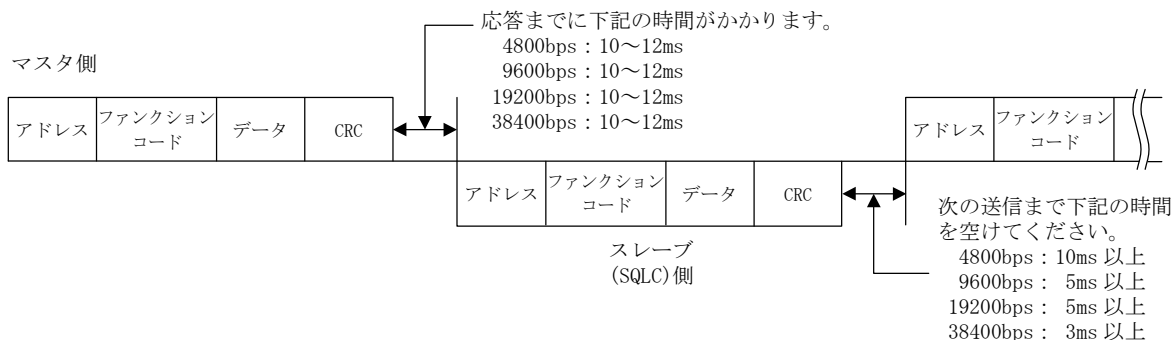 応答までに下記の時間がかかります。
4800bps：10～12ms
9600bps：10～12ms
19200bps：10～12ms
38400bps：10～12ms
マスタ側
アドレス
ファンクション
コード
データ
CRC
アドレス
ファンクション
コード
アドレス
ファンクション
コード
データ
CRC
スレーブ
(SQLC)側
次の送信まで下記の時間
を空けてください。
4800bps：10ms 以上
9600bps： 5ms 以上
19200bps： 5ms 以上
38400bps： 3ms 以上